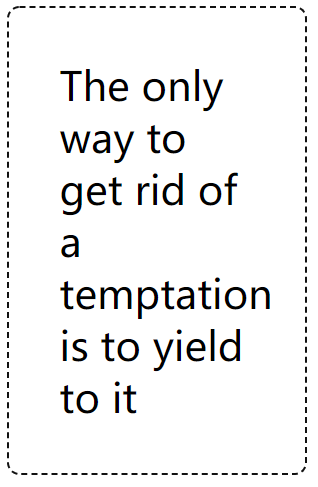 The only
way to
get rid of
a
temptation
is to yield
to it